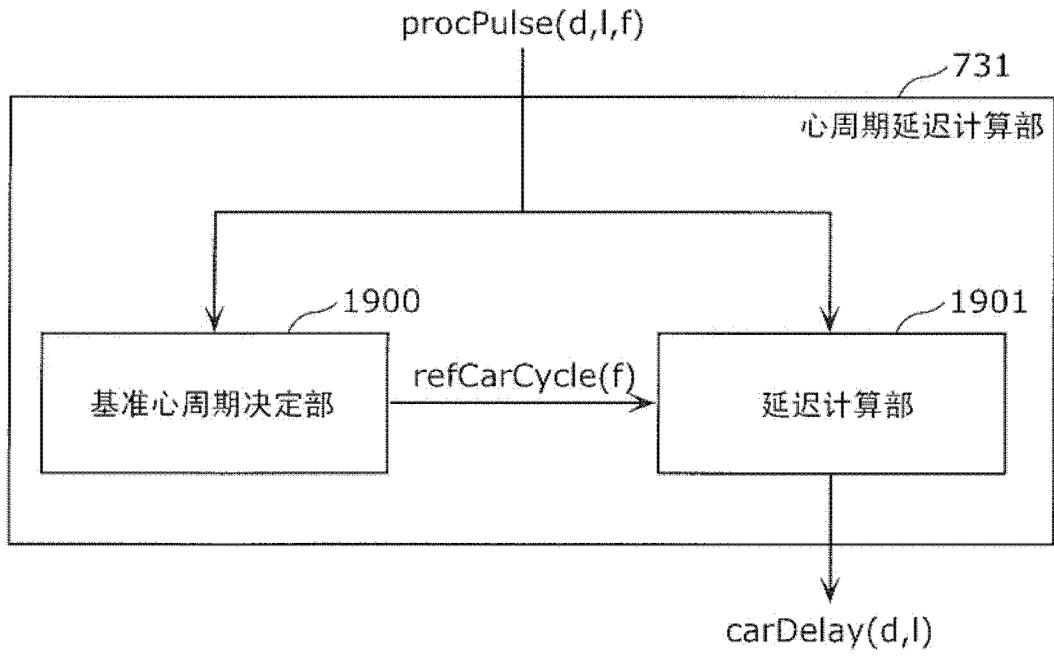 procPulse(d,l,f)
731
心周期延迟计算部
1900
1901
基准心周期决定部
refCarCycle(f)
延迟计算部
carDelay(d,l)